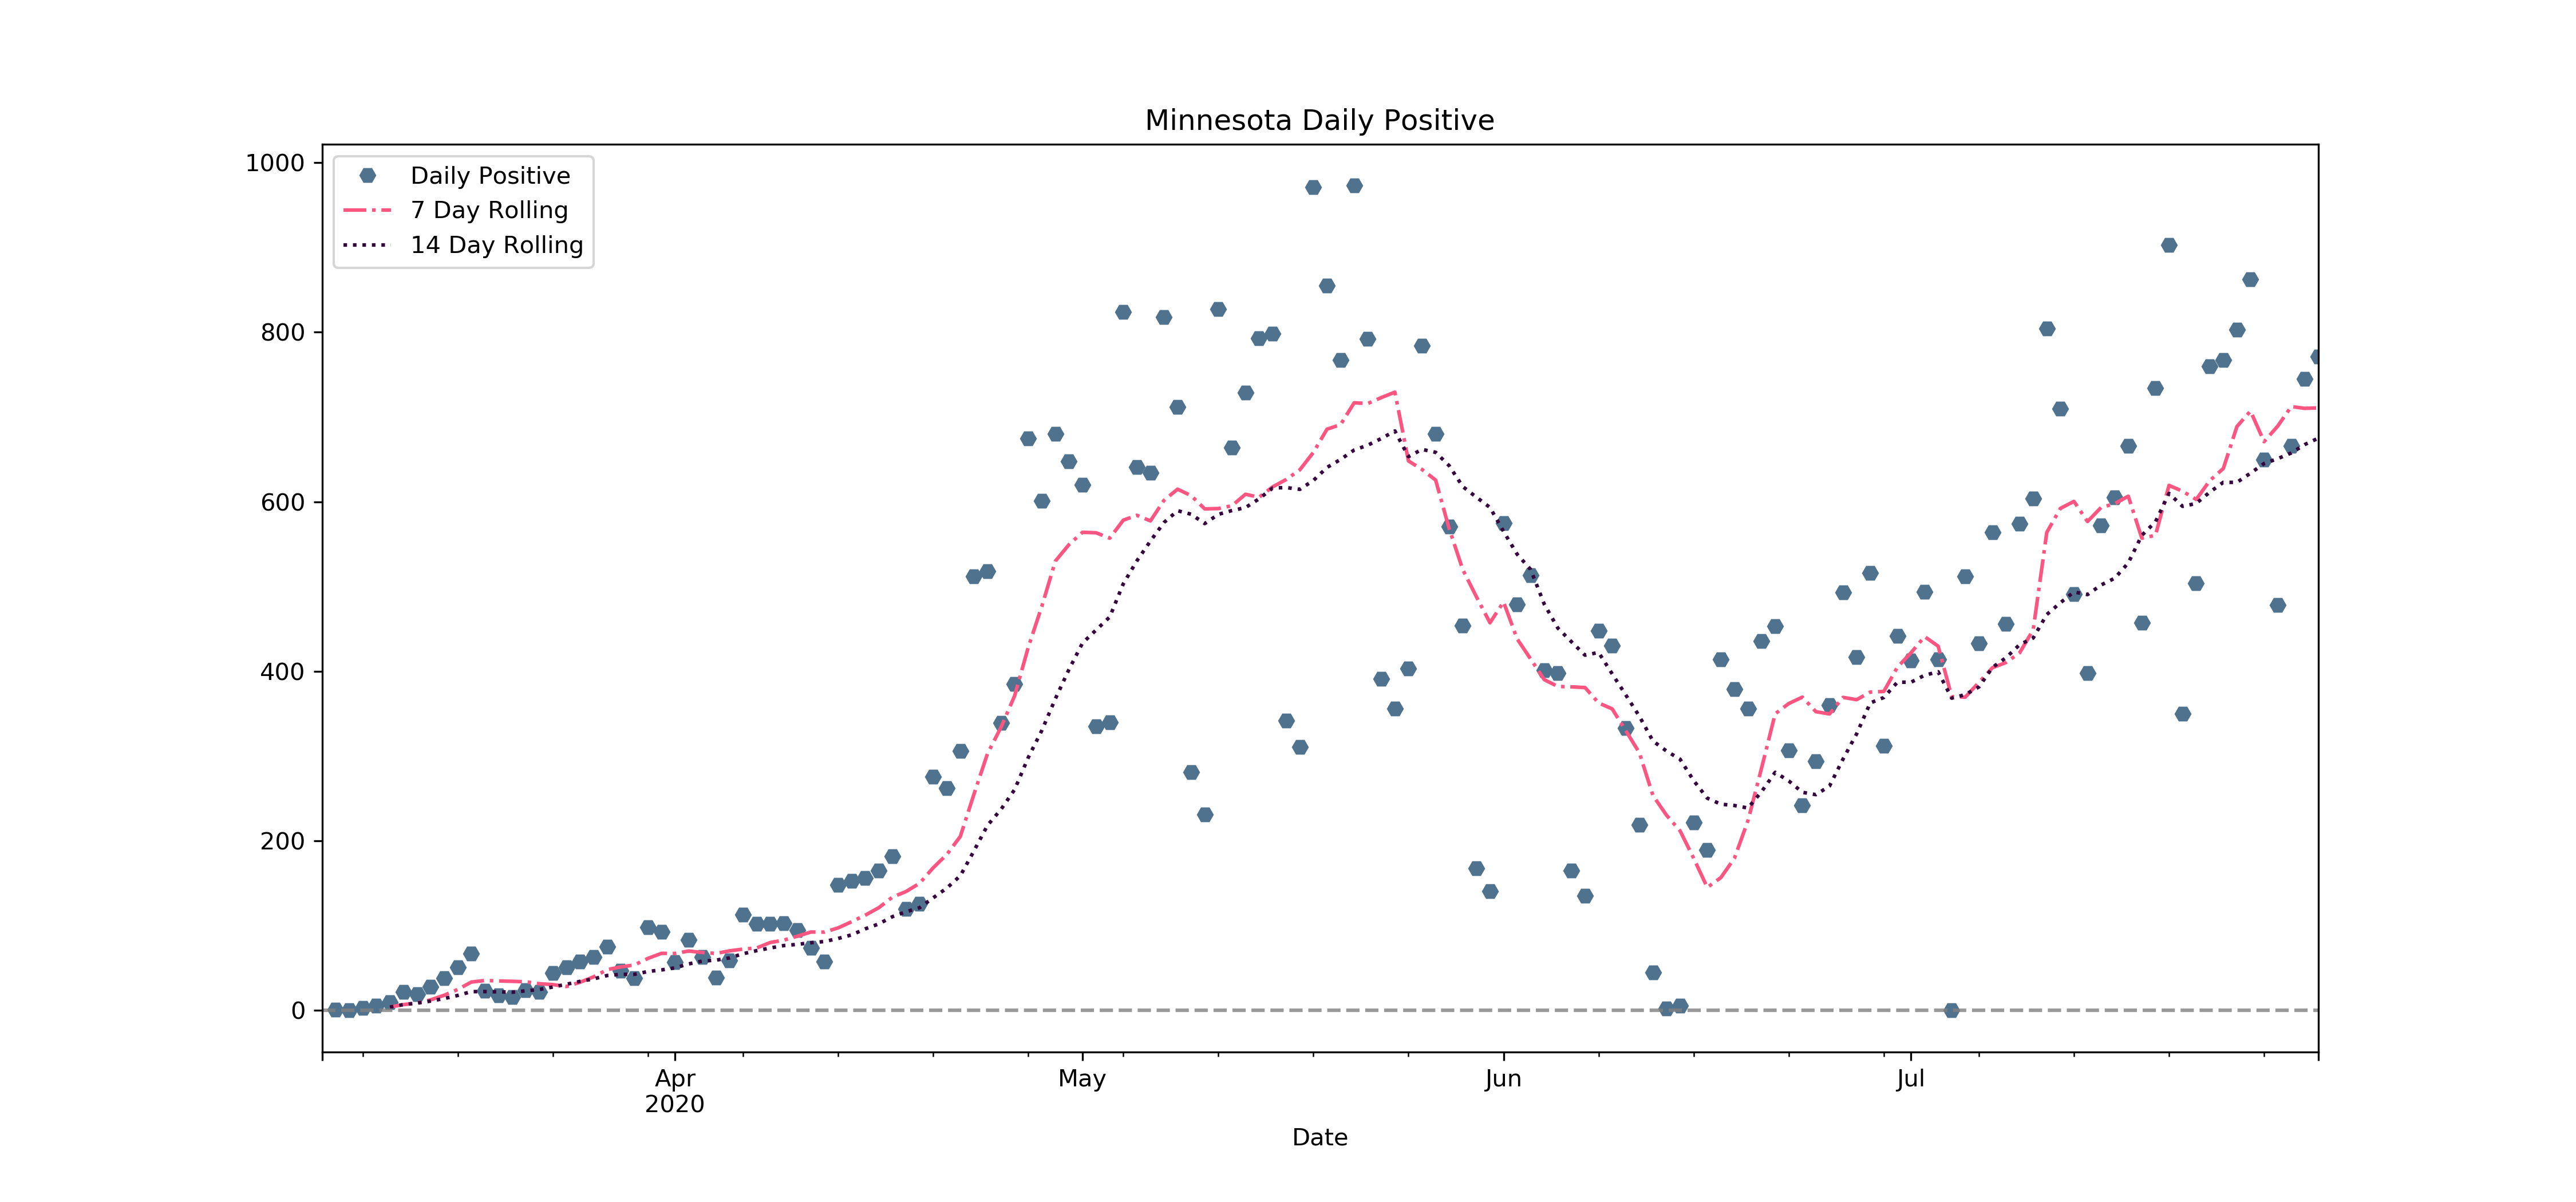 Minnesota Daily Positive
1000
800
600
400
200
0
Daily Positive
7 Day Rolling
14 Day Rolling
Apr
2020
May
Jun
Jul
Date